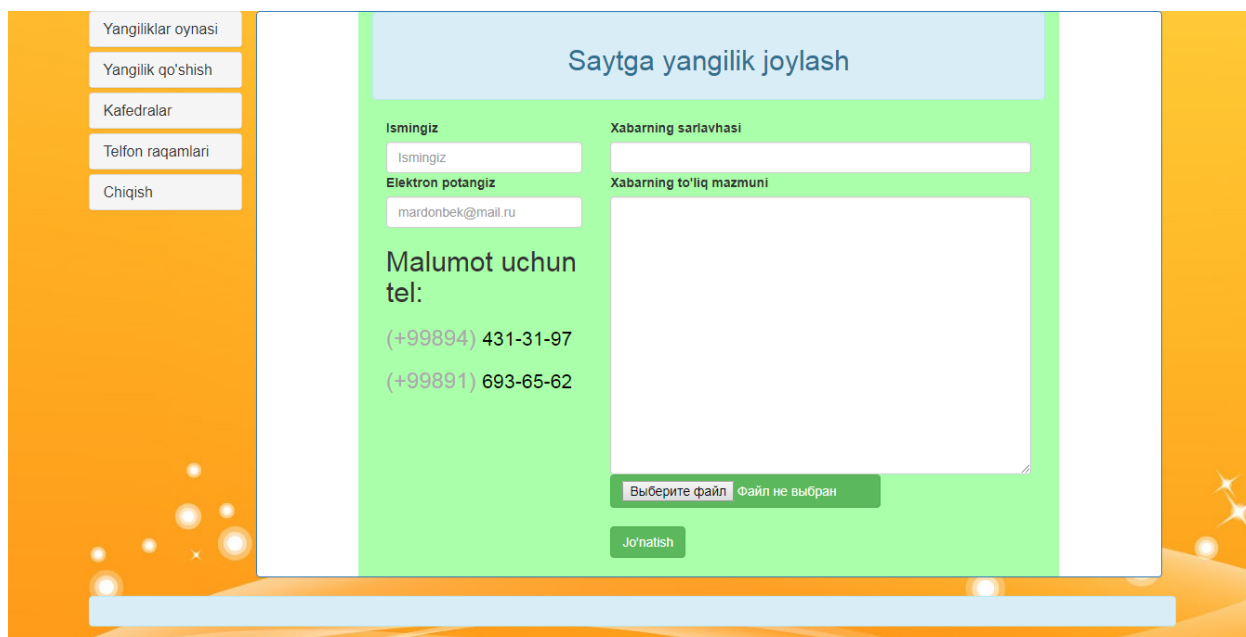 Yangiliklar oynasi
Yangilik qo'shish
Kafedralar
Telfon raqamlari
Chiqish
Saytga yangilik joylash
Ismingiz
Ismingiz
Elektron potangiz
mardonbek@mail.ru
Malumot uchun
tel:
(+99894) 431-31-97
(+99891) 693-65-62
Xabarning sarlavhasi
Xabarning to'liq mazmuni
Выберите файл Файл не выбран
Jo'natish